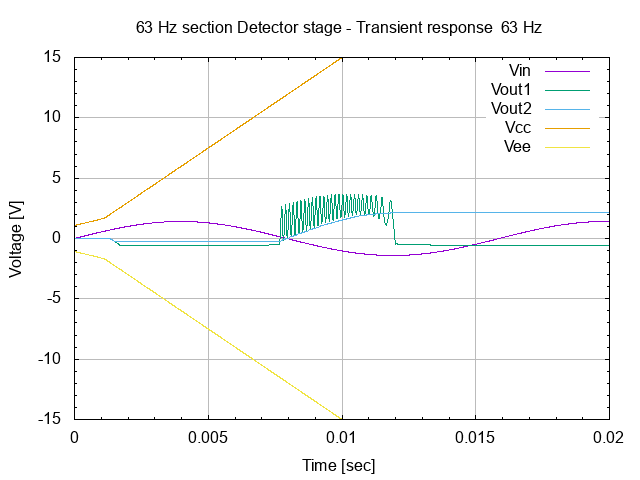 63 Hz section Detector stage - Transient response  63 Hz
15
10
5
0
-5
-10
-15
Voltage [V]
Vin
Vout1
Vout2
Vcc
Vee
0 0.005 0.01 0.015 0.02
Time [sec]